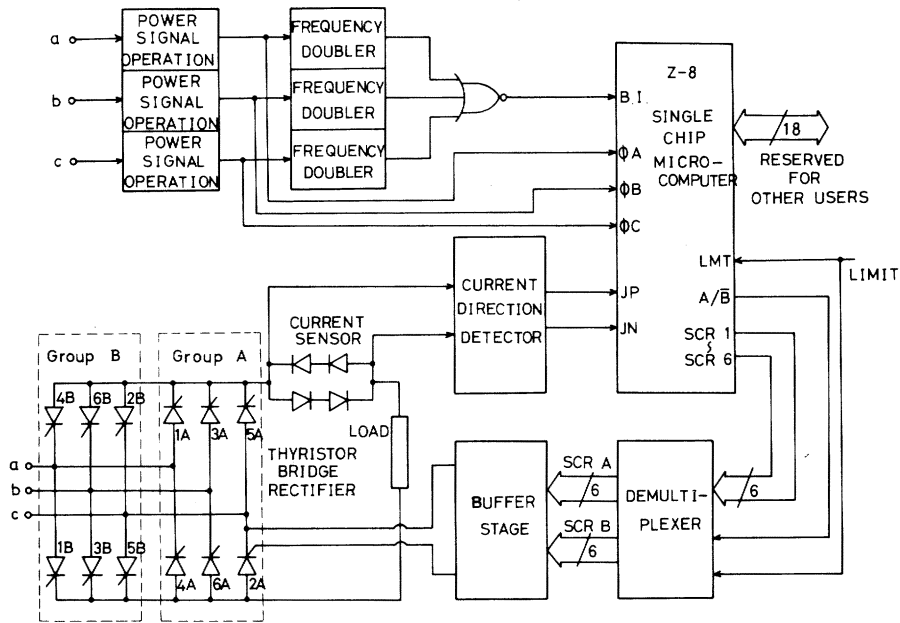 a
POWER
SIGNAL
OPERATION
FREQUENCY
DOUBLER
b
POWER
SIGNAL
OPERATION
FREQUENCY
DOUBLER
c
POWER
SIGNAL
OPERATION
FREQUENCY
DOUBLER
Z-8
SINGLE
CHIP
MICRO-
COMPUTER
B.I.
ϕA
ϕB
ϕC
18
RESERVED
FOR
OTHER USERS
LMT
LIMIT
A/B̅
SCR 1
SCR 6
JP
JN
CURRENT
DIRECTION
DETECTOR
CURRENT
SENSOR
Group B
Group A
4B
6B
2B
1A
3A
5A
LOAD
THYRISTOR
BRIDGE
RECTIFIER
a
b
c
1B
3B
5B
4A
6A
2A
BUFFER
STAGE
SCR A
6
SCR B
6
DEMULTI-
PLEXER
6